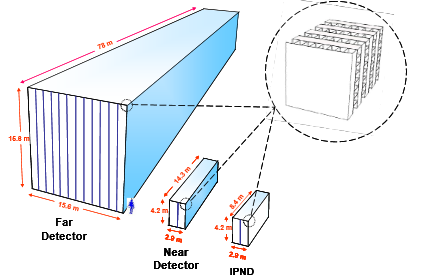 78 m
15.6 m
15.6 m
Far
Detector
14.3 m
4.2 m
2.9 m
Near
Detector
8.4 m
4.2 m
2.9 m
IPND